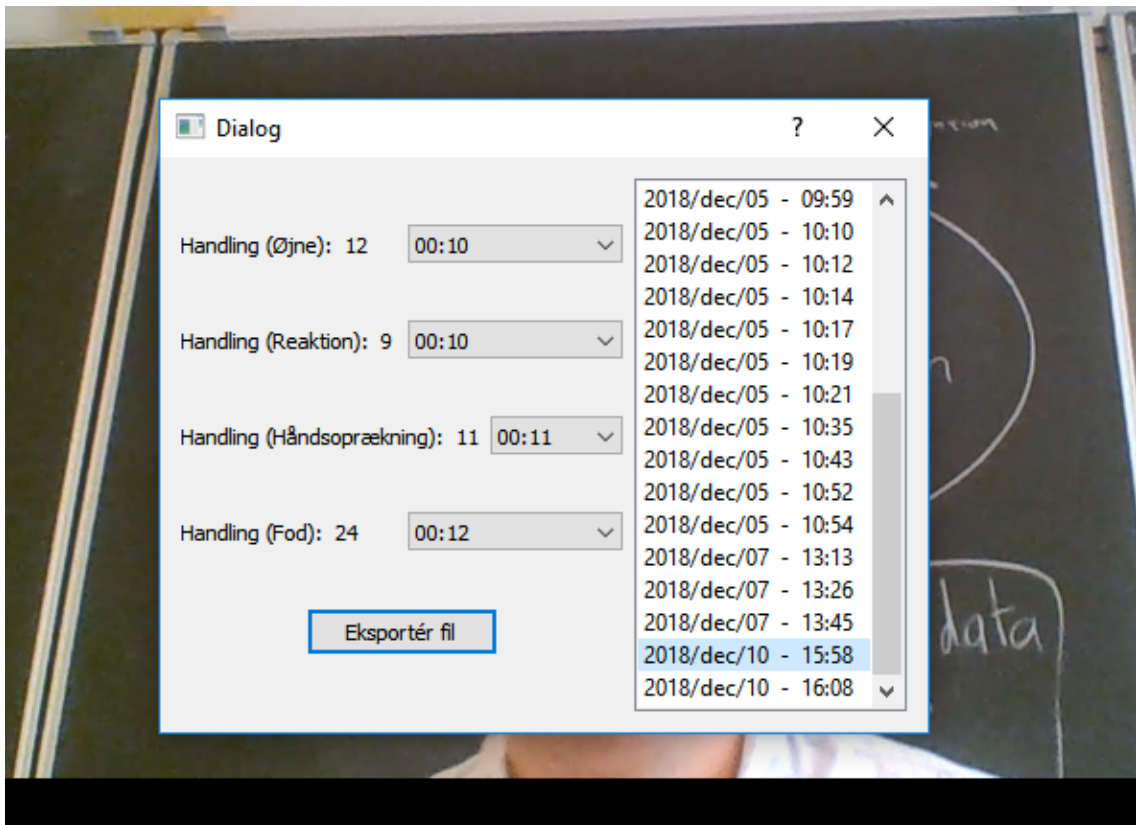 Dialog
Handling (Øjne): 12 00:10
Handling (Reaktion): 9 00:10
Handling (Håndsoprækning): 11 00:11
Handling (Fod): 24 00:12
Eksportér fil
2018/dec/05 - 09:59
2018/dec/05 - 10:10
2018/dec/05 - 10:12
2018/dec/05 - 10:14
2018/dec/05 - 10:17
2018/dec/05 - 10:19
2018/dec/05 - 10:21
2018/dec/05 - 10:35
2018/dec/05 - 10:43
2018/dec/05 - 10:52
2018/dec/05 - 10:54
2018/dec/07 - 13:13
2018/dec/07 - 13:26
2018/dec/07 - 13:45
2018/dec/10 - 15:58
2018/dec/10 - 16:08
data